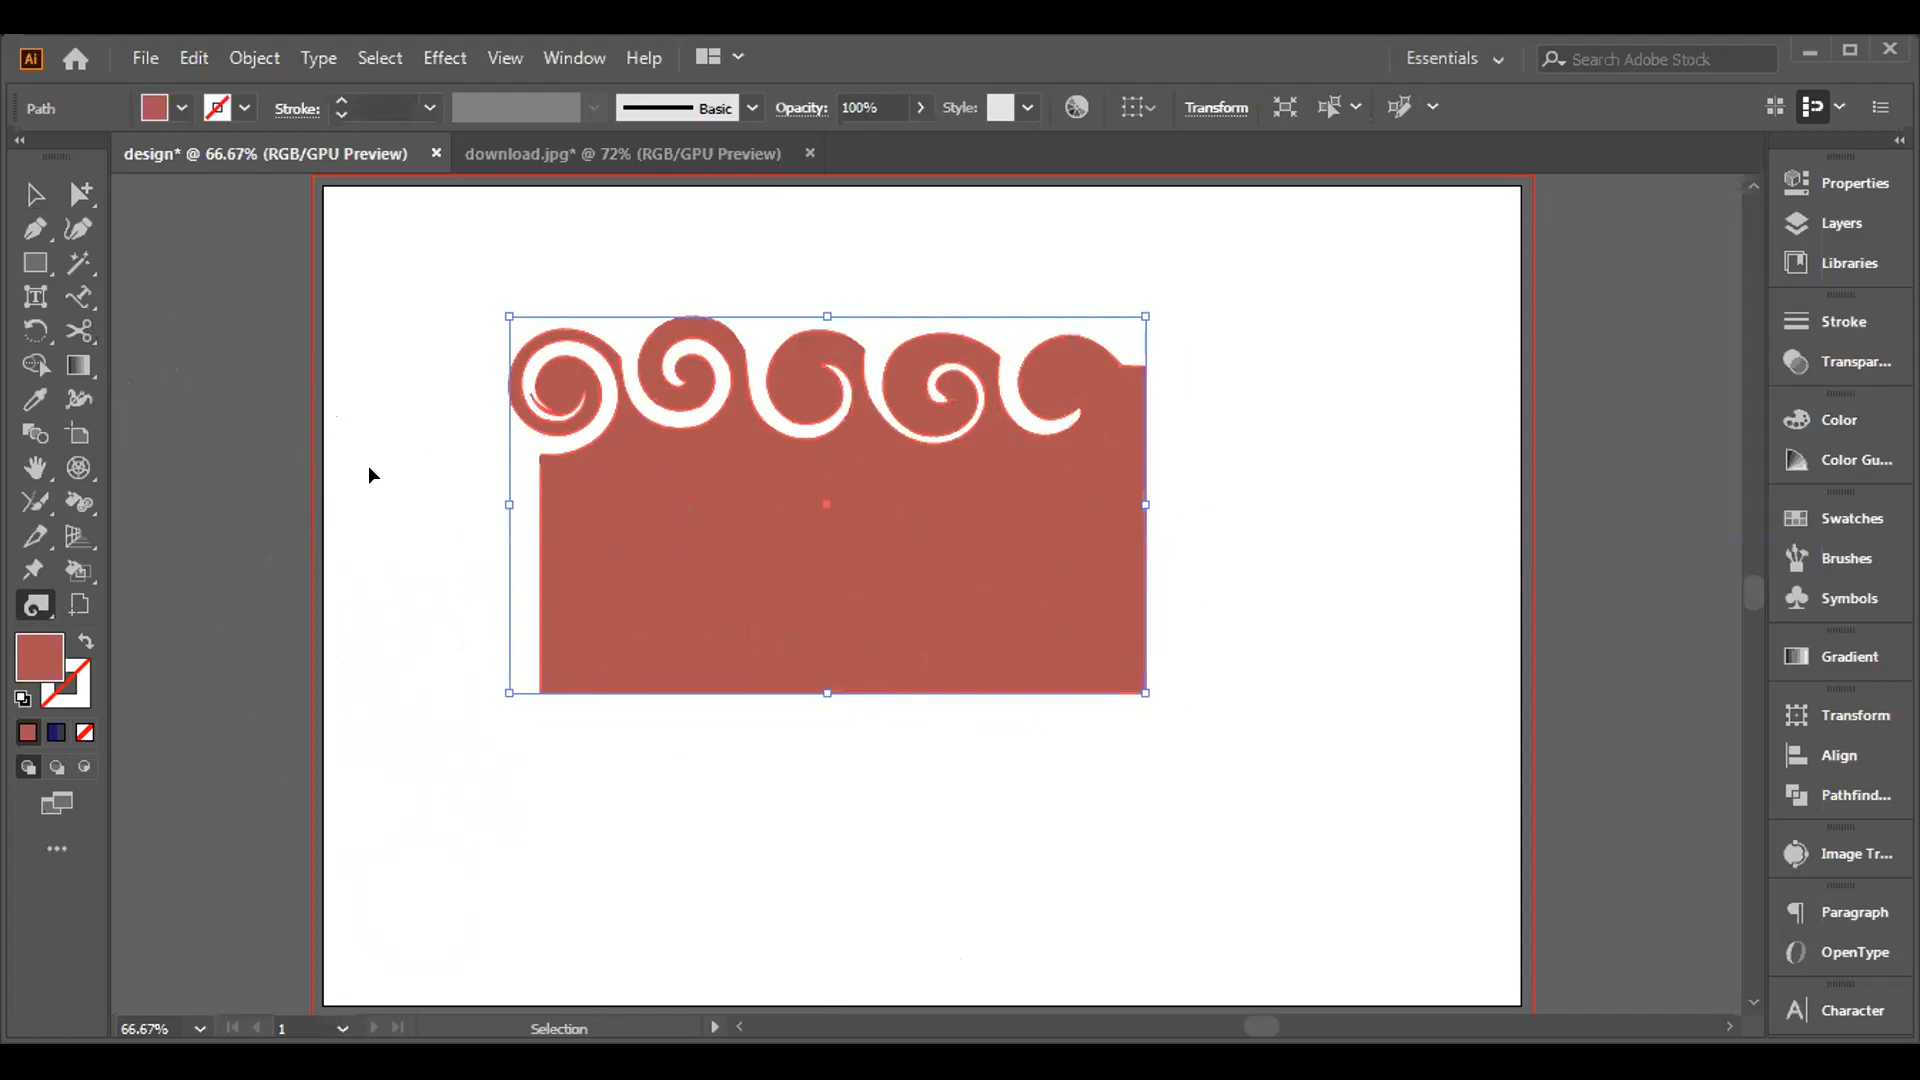 Ai File Edit Object Type Select Effect View Window Help Essentials Search Adobe Stock
Path Stroke: Basic Opacity: 100% Style: Transform
design* @ 66.67% (RGB/GPU Preview) × download.jpg* @ 72% (RGB/GPU Preview) ×
Properties
Layers
Libraries
Stroke
Transpar...
Color
Color Gu...
Swatches
Brushes
Symbols
Gradient
Transform
Align
Pathfind...
Image Tr...
Paragraph
OpenType
Character
66.67% 1 Selection